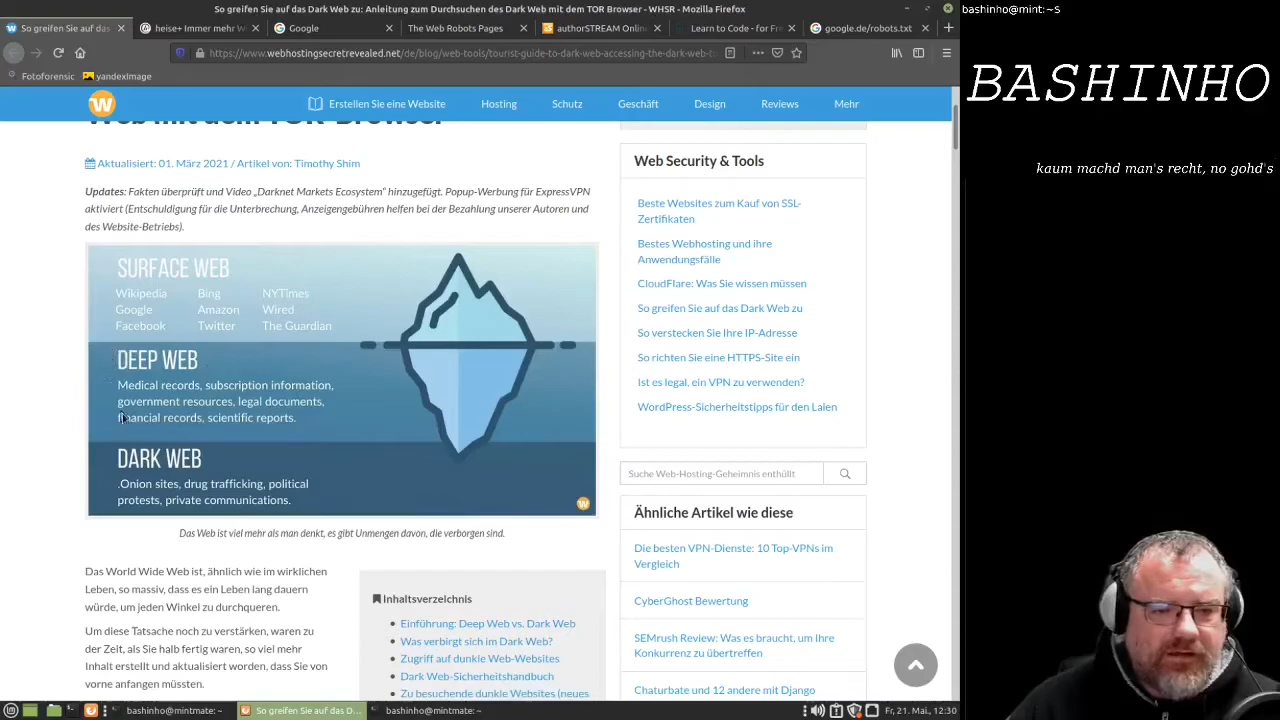 So greifen Sie auf das Dark Web zu: Anleitung zum Durchsuchen des Dark Web mit dem TOR Browser - WHSR - Mozilla Firefox
So greifen Sie auf das
heise+ Immer mehr W
Google
The Web Robots Pages
authorSTREAM Onlin
Learn to Code - for Fre
google.de/robots.txt
https://www.webhostingsecretrevealed.net/de/blog/web-tools/tourist-guide-to-dark-web-accessing-the-dark-web-t
Fotoforensic
yandexImage
Erstellen Sie eine Website
Hosting
Schutz
Geschäft
Design
Reviews
Mehr
Web mit dem TOR-Browser
Aktualisiert: 01. März 2021 / Artikel von: Timothy Shim
Updates: Fakten überprüft und Video „Darknet Markets Ecosystem“ hinzugefügt. Popup-Werbung für ExpressVPN
aktiviert (Entschuldigung für die Unterbrechung, Anzeigengebühren helfen bei der Bezahlung unserer Autoren und
des Website-Betriebs).
SURFACE WEB
Wikipedia Bing NYTimes
Google Amazon Wired
Facebook Twitter The Guardian
DEEP WEB
Medical records, subscription information,
government resources, legal documents,
financial records, scientific reports.
DARK WEB
.Onion sites, drug trafficking, political
protests, private communications.
W
Das Web ist viel mehr als man denkt, es gibt Unmengen davon, die verborgen sind.
Das World Wide Web ist, ähnlich wie im wirklichen
Leben, so massiv, dass es ein Leben lang dauern
würde, um jeden Winkel zu durchqueren.
Um diese Tatsache noch zu verstärken, waren zu
der Zeit, als Sie halb fertig waren, so viel mehr
Inhalt erstellt und aktualisiert worden, dass Sie von
vorne anfangen müssten.
Inhaltsverzeichnis
Einführung: Deep Web vs. Dark Web
Was verbirgt sich im Dark Web?
Zugriff auf dunkle Web-Websites
Dark Web-Sicherheitshandbuch
Zu besuchende dunkle Websites (neues
Web Security & Tools
Beste Websites zum Kauf von SSL-
Zertifikaten
Bestes Webhosting und ihre
Anwendungsfälle
CloudFlare: Was Sie wissen müssen
So greifen Sie auf das Dark Web zu
So verstecken Sie Ihre IP-Adresse
So richten Sie eine HTTPS-Site ein
Ist es legal, ein VPN zu verwenden?
WordPress-Sicherheitstipps für den Laien
Suche Web-Hosting-Geheimnis enthüllt
Ähnliche Artikel wie diese
Die besten VPN-Dienste: 10 Top-VPNs im
Vergleich
CyberGhost Bewertung
SEMrush Review: Was es braucht, um Ihre
Konkurrenz zu übertreffen
Chaturbate und 12 andere mit Django
bashinho@mintmate: ~
So greifen Sie auf das D...
bashinho@mintmate: ~
Fr, 21. Mai., 12:30
bashinho@mint:~$
BASHINHO
kaum machd man's recht, no gohd's